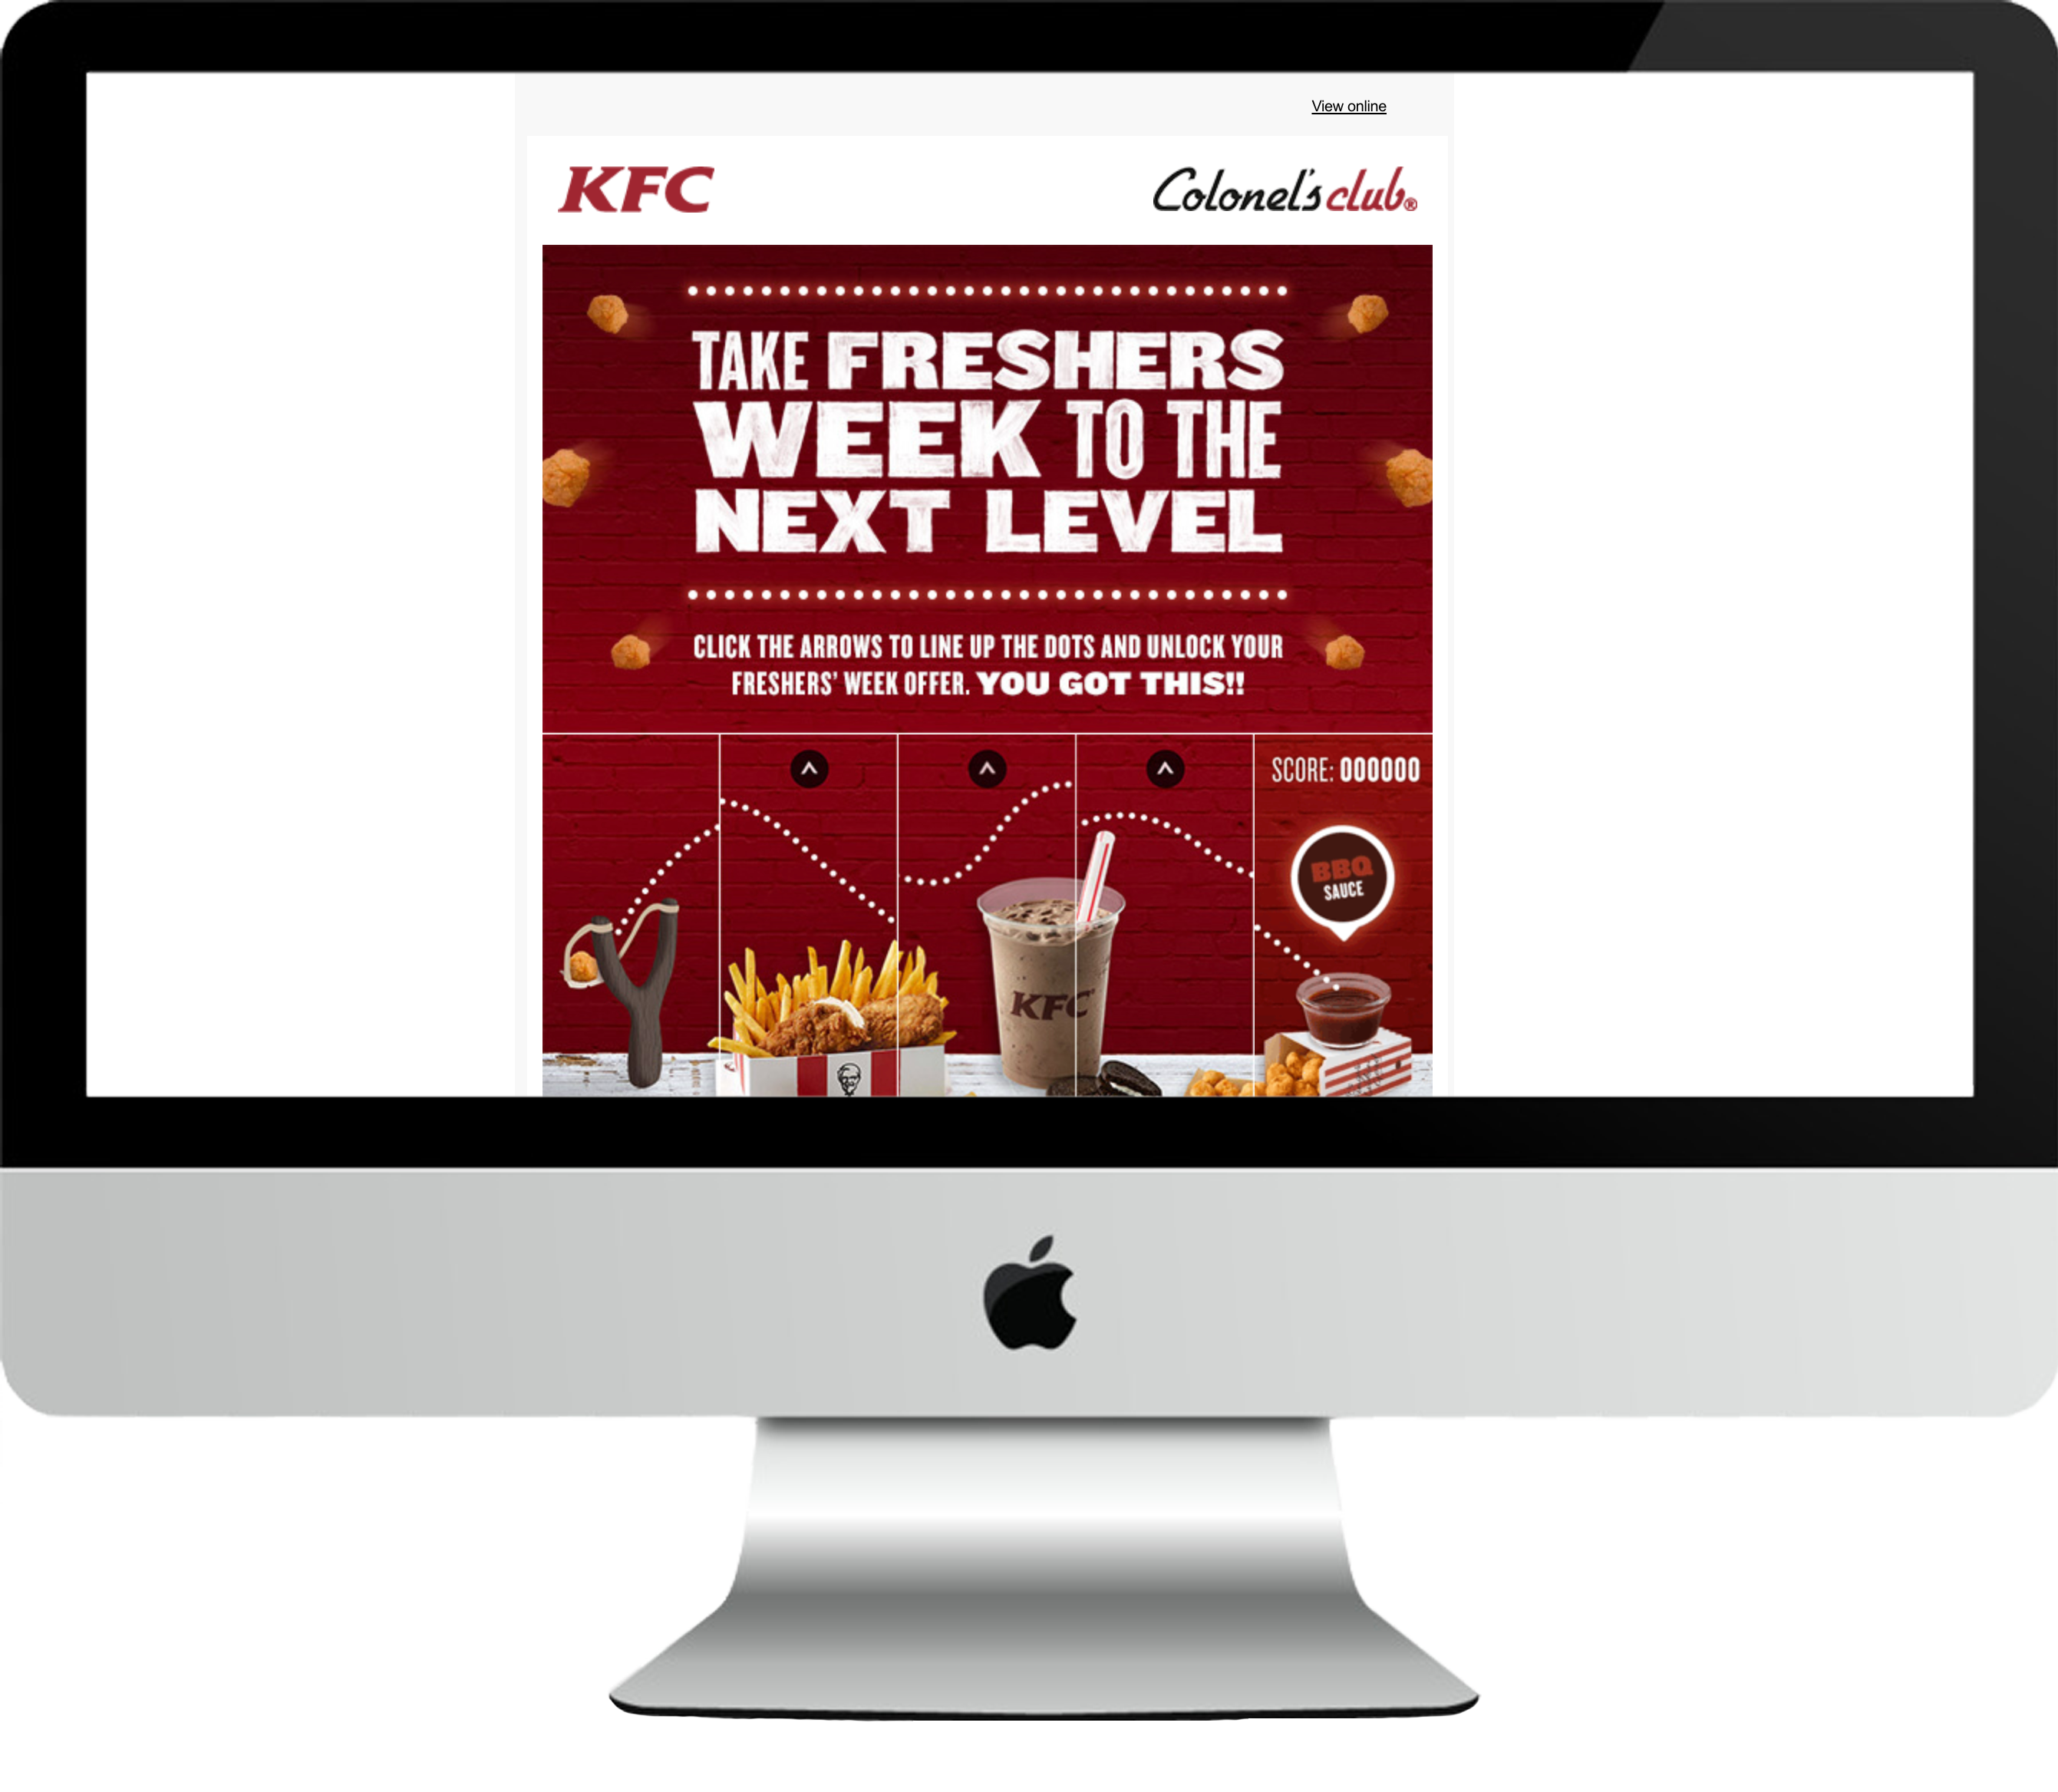 View online
KFC
Colonel's club®
TAKE FRESHERS
WEEK TO THE
NEXT LEVEL
CLICK THE ARROWS TO LINE UP THE DOTS AND UNLOCK YOUR
FRESHERS' WEEK OFFER. YOU GOT THIS!!
SCORE: 000000
BBQ
SAUCE
KFC